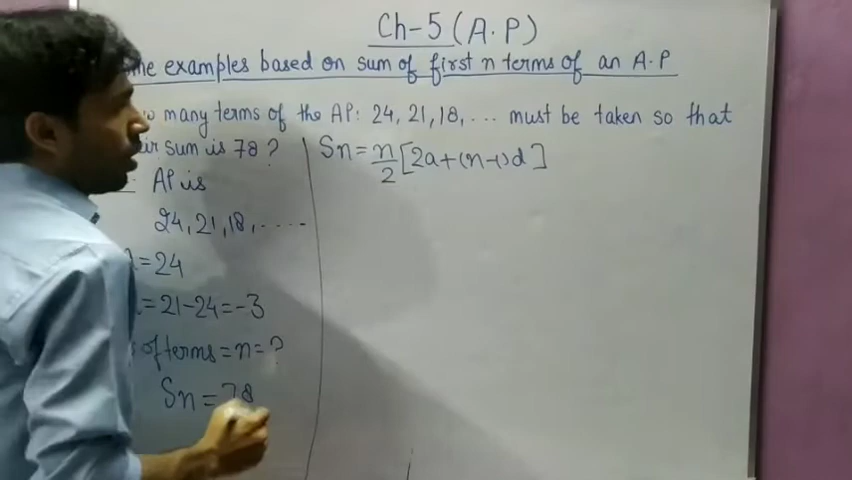 Ch-5 (A.P)
examples based on sum of first n terms of an A.P
many terms of the AP: 24, 21, 18, ... must be taken so that
sum is 78 ?
Sn = n/2 [2a+(n-1)d]
AP is
24, 21, 18, .....
= 24
= 21-24 = -3
of terms = n = ?
Sn = 78